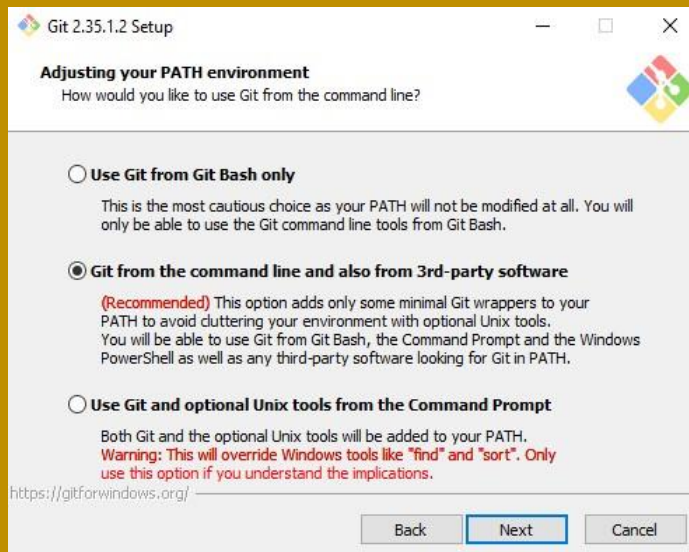 Git 2.35.1.2 Setup
Adjusting your PATH environment
How would you like to use Git from the command line?
Use Git from Git Bash only
This is the most cautious choice as your PATH will not be modified at all. You will
only be able to use the Git command line tools from Git Bash.
Git from the command line and also from 3rd-party software
(Recommended) This option adds only some minimal Git wrappers to your
PATH to avoid cluttering your environment with optional Unix tools.
You will be able to use Git from Git Bash, the Command Prompt and the Windows
PowerShell as well as any third-party software looking for Git in PATH.
Use Git and optional Unix tools from the Command Prompt
Both Git and the optional Unix tools will be added to your PATH.
Warning: This will override Windows tools like "find" and "sort". Only
use this option if you understand the implications.
https://gitforwindows.org/
Back Next Cancel